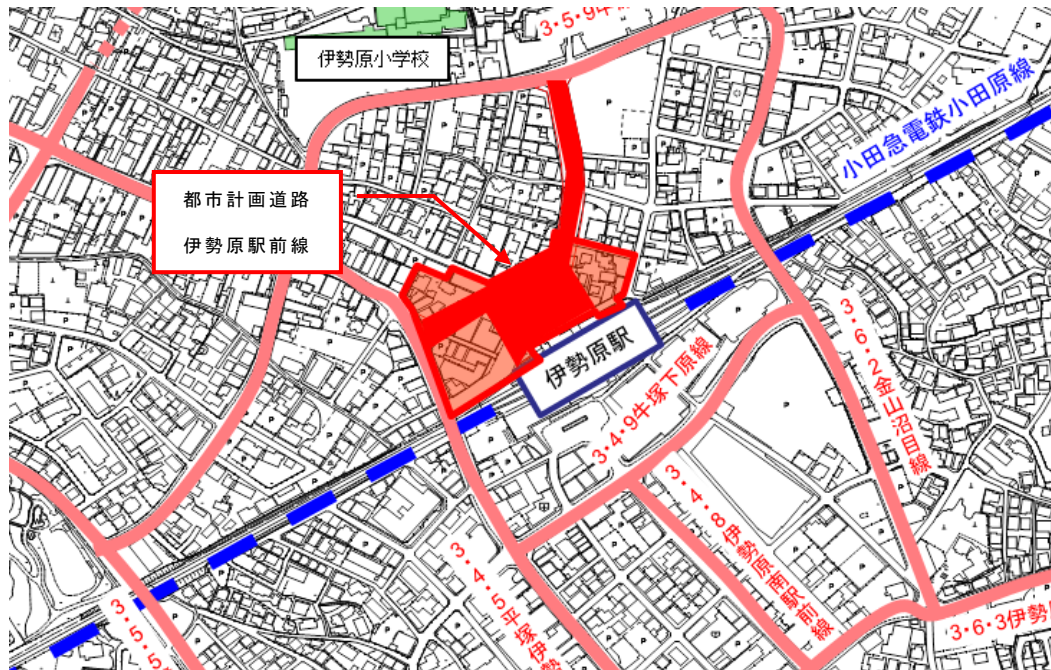 3・5・9牛
伊勢原小学校
小田急電鉄小田原線
都市計画道路
伊勢原駅前線
伊勢原駅
3・4・9牛塚下原線
3・6・2金山沼目線
3・4・8伊勢原南駅前線
3・4・5平塚伊勢
3・5・5
3・6・3伊勢